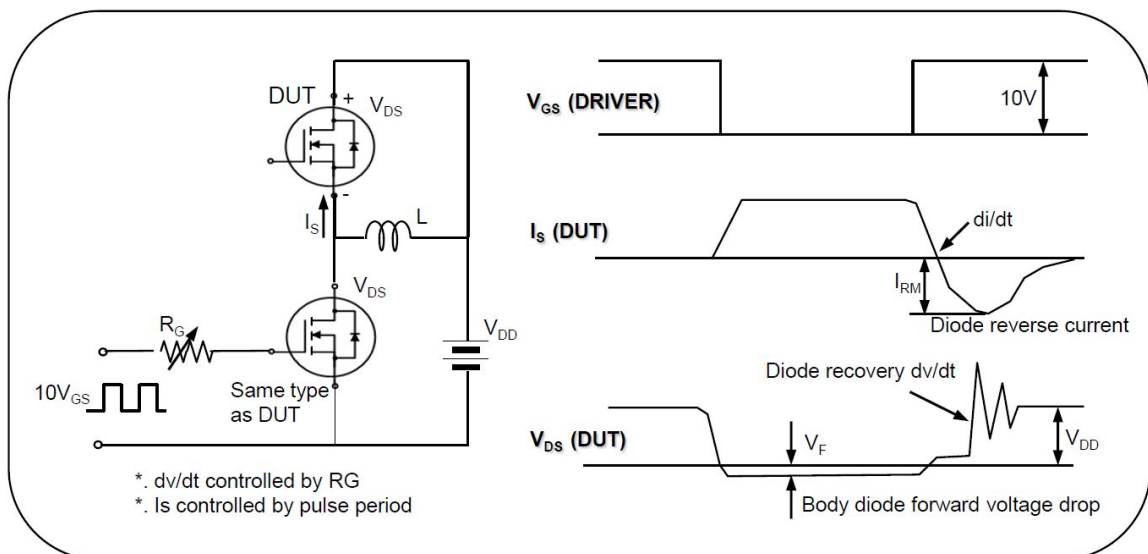 DUT
+
V_DS
-
I_S
L
V_DS
R_G
V_DD
10V_GS
Same type
as DUT
*. dv/dt controlled by RG
*. Is controlled by pulse period
V_GS (DRIVER)
10V
I_S (DUT)
di/dt
I_RM
Diode reverse current
Diode recovery dv/dt
V_DS (DUT)
V_F
V_DD
Body diode forward voltage drop